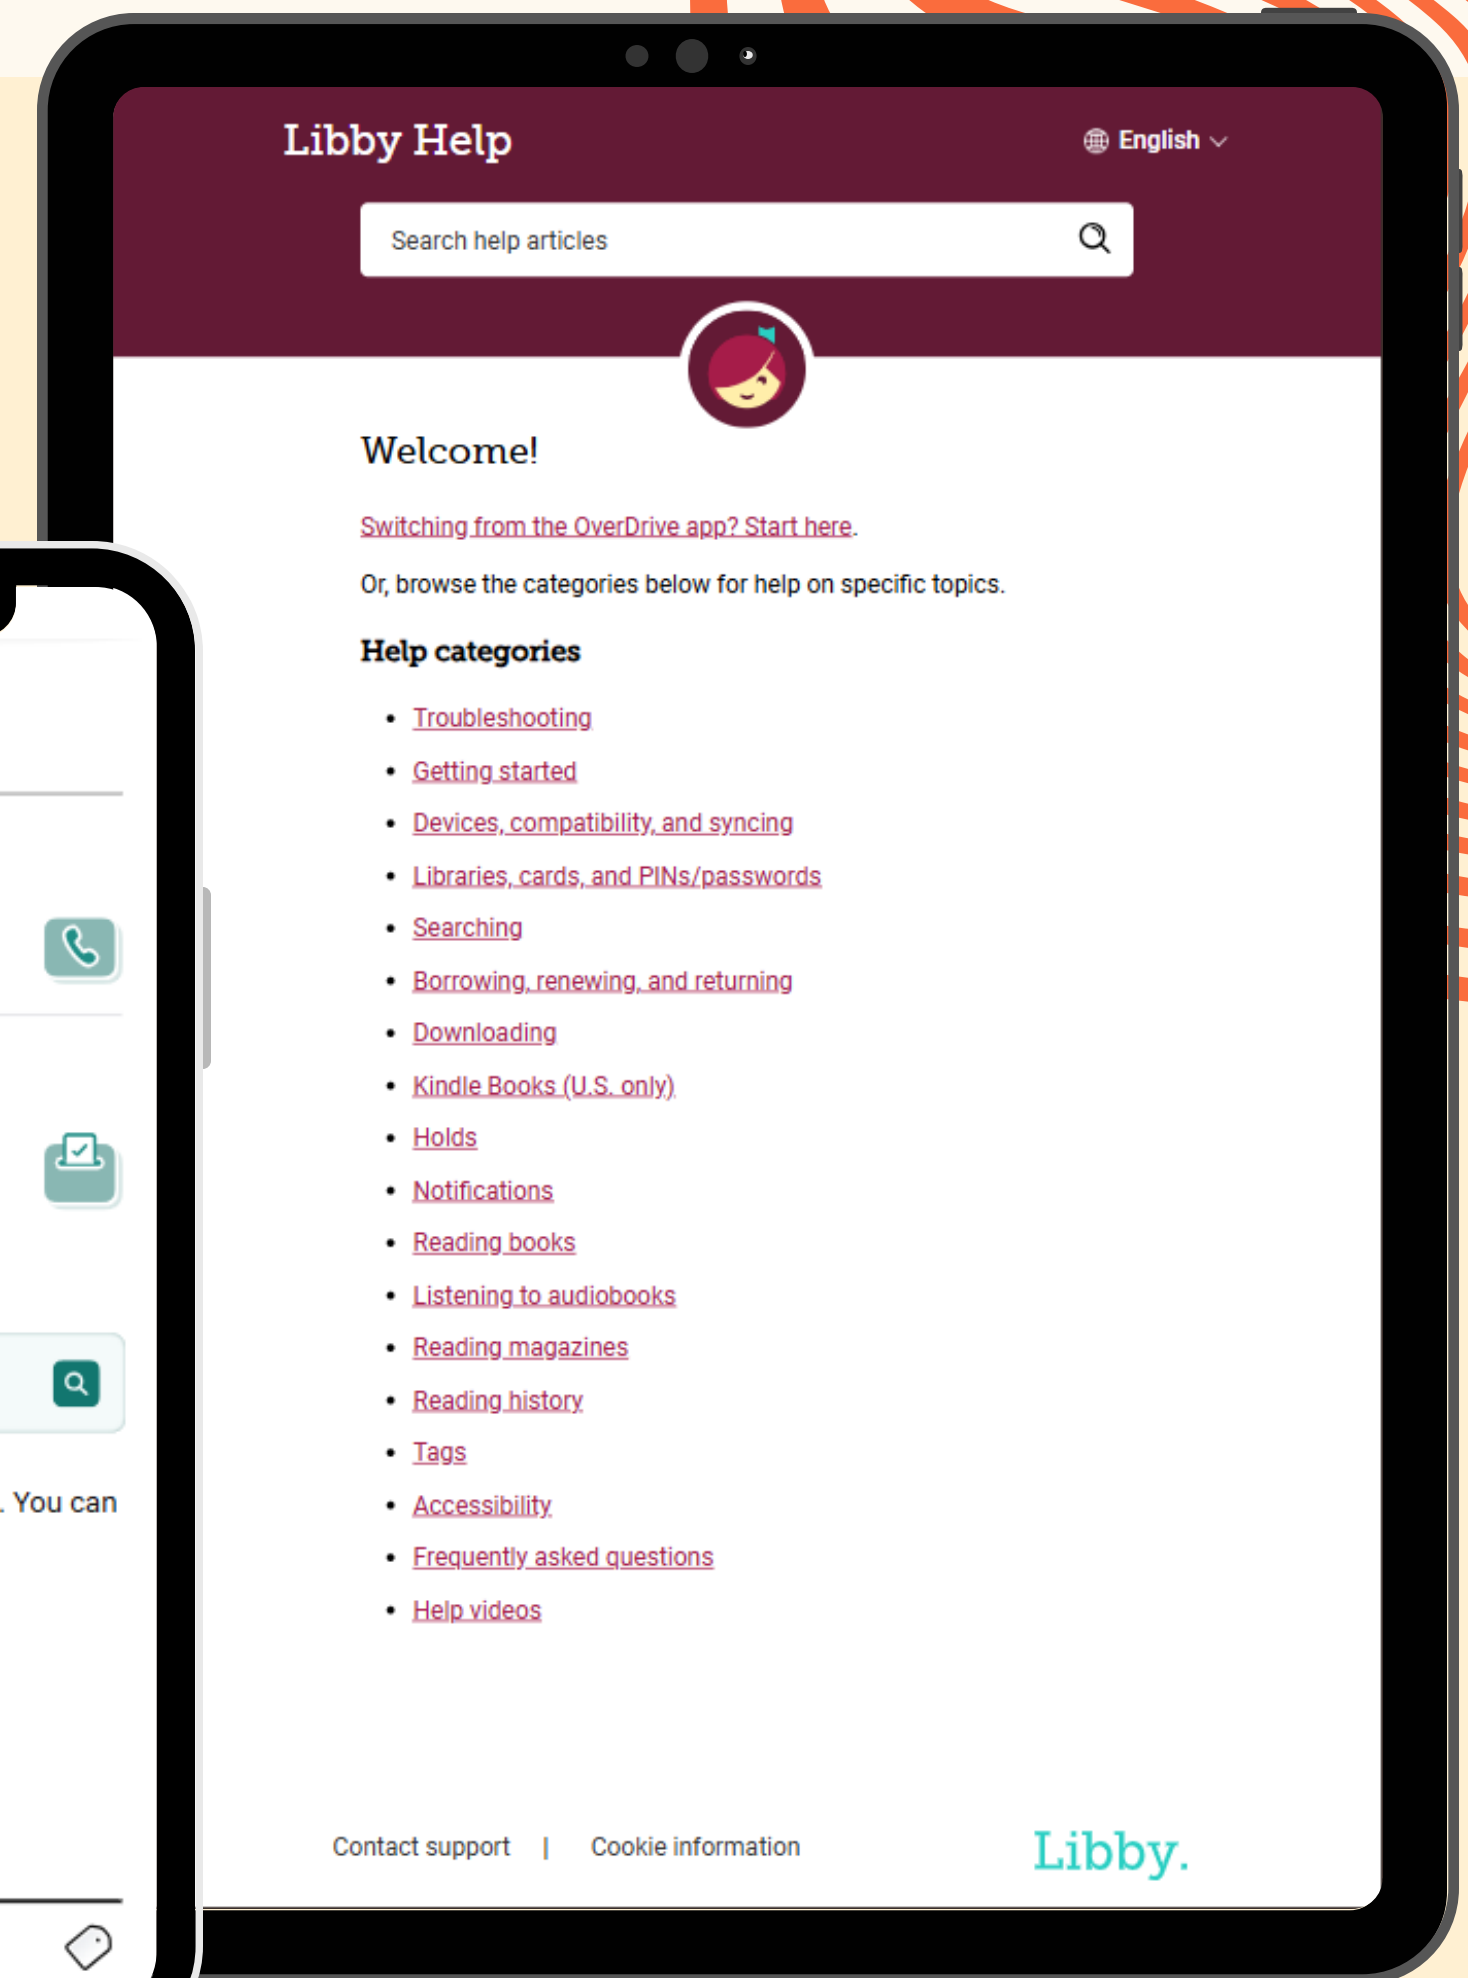 Libby Help
English
Search help articles
Welcome!
Switching from the OverDrive app? Start here.
Or, browse the categories below for help on specific topics.
Help categories
• Troubleshooting
• Getting started
• Devices, compatibility, and syncing
• Libraries, cards, and PINs/passwords
• Searching
• Borrowing, renewing, and returning
• Downloading
• Kindle Books (U.S. only)
• Holds
• Notifications
• Reading books
• Listening to audiobooks
• Reading magazines
• Reading history
• Tags
• Accessibility
• Frequently asked questions
• Help videos
Contact support | Cookie information
Libby.
. You can